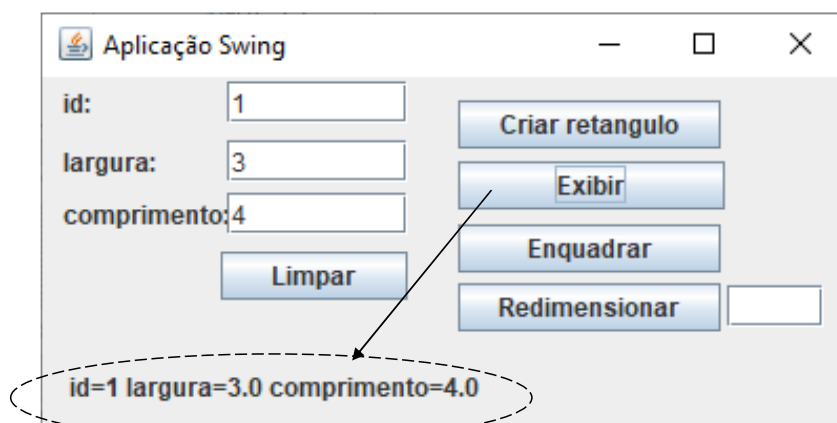 Aplicação Swing
id: 1
largura: 3
comprimento: 4
Limpar
Criar retangulo
Exibir
Enquadrar
Redimensionar
id=1 largura=3.0 comprimento=4.0